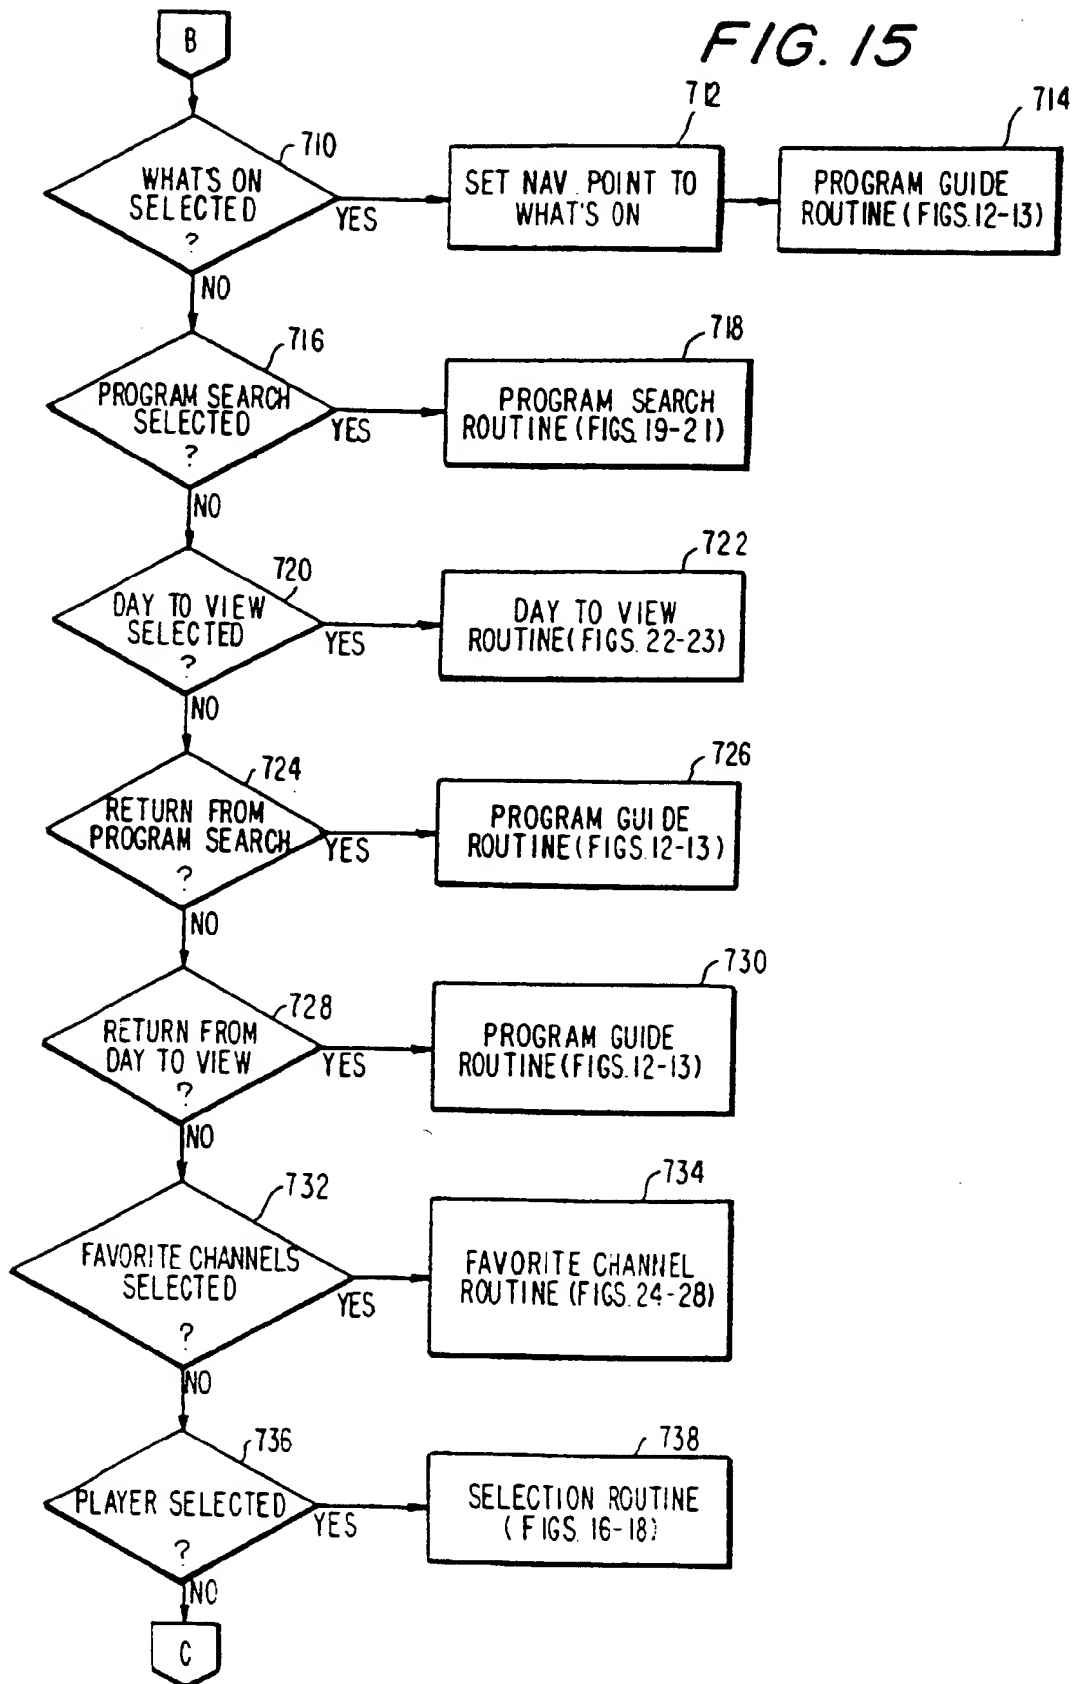 B
FIG. 15
710
WHAT'S ON
SELECTED
?
YES
NO
712
SET NAV. POINT TO
WHAT'S ON
714
PROGRAM GUIDE
ROUTINE (FIGS. 12-13)
716
PROGRAM SEARCH
SELECTED
?
YES
NO
718
PROGRAM SEARCH
ROUTINE (FIGS. 19-21)
720
DAY TO VIEW
SELECTED
?
YES
NO
722
DAY TO VIEW
ROUTINE (FIGS. 22-23)
724
RETURN FROM
PROGRAM SEARCH
?
YES
NO
726
PROGRAM GUIDE
ROUTINE (FIGS. 12-13)
728
RETURN FROM
DAY TO VIEW
?
YES
NO
730
PROGRAM GUIDE
ROUTINE (FIGS. 12-13)
732
FAVORITE CHANNELS
SELECTED
?
YES
NO
734
FAVORITE CHANNEL
ROUTINE (FIGS. 24-28)
736
PLAYER SELECTED
?
YES
NO
738
SELECTION ROUTINE
(FIGS. 16-18)
C